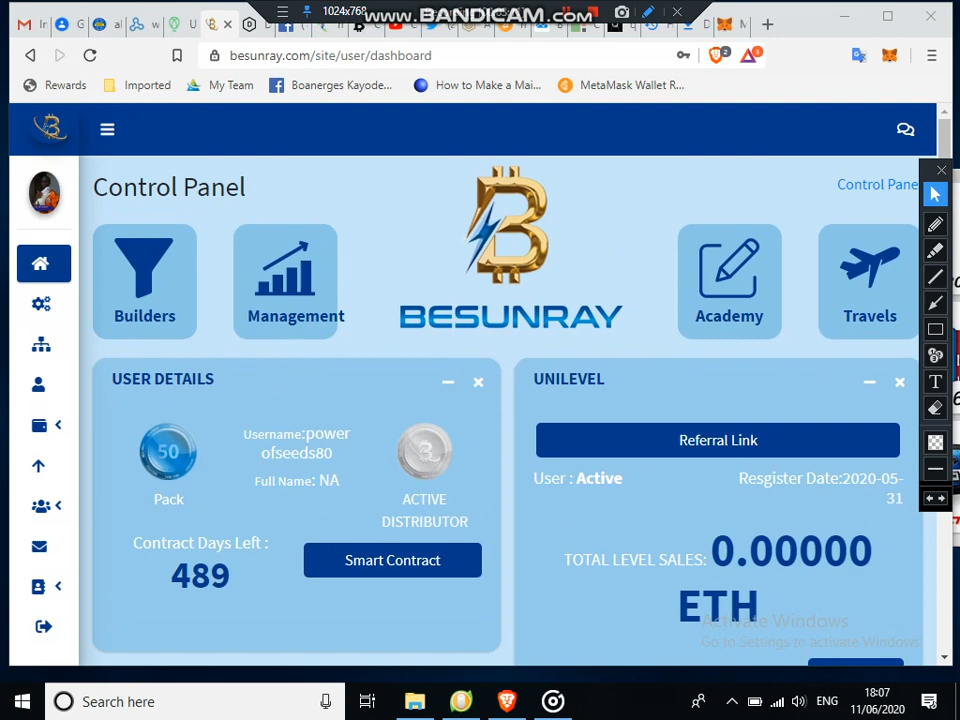 1024x768
www.BANDICAM.com
besunray.com/site/user/dashboard
Rewards
Imported
My Team
Boanerges Kayode...
How to Make a Mai...
MetaMask Wallet R...
Control Panel
Control Pane
Builders
Management
BESUNRAY
Academy
Travels
USER DETAILS
UNILEVEL
50
Pack
Username:power
ofseeds80
Full Name: NA
ACTIVE
DISTRIBUTOR
Contract Days Left :
489
Smart Contract
Referral Link
User : Active
Resgister Date:2020-05-
31
TOTAL LEVEL SALES: 0.00000
ETH
Activate Windows
Go to Settings to activate Windows.
Search here
ENG
18:07
11/06/2020